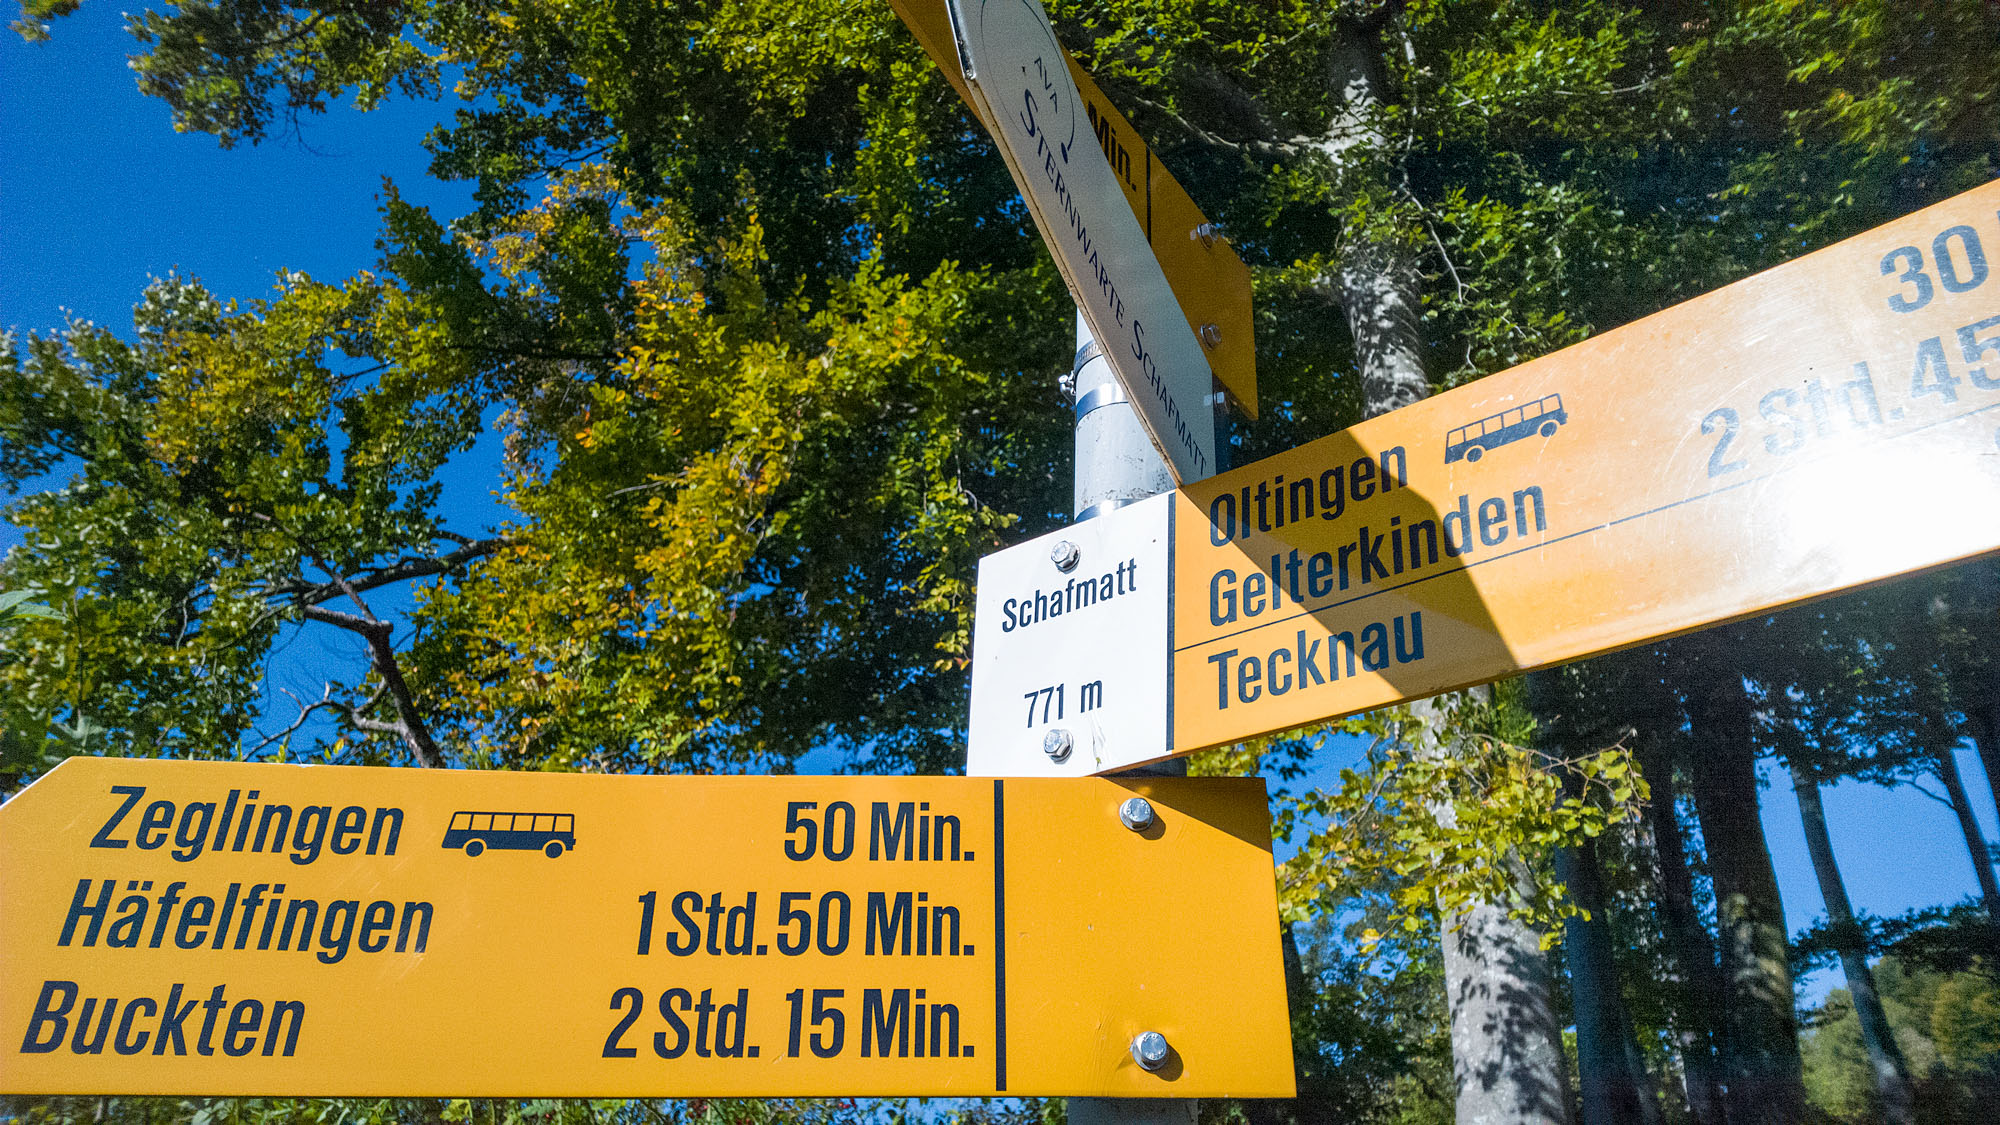 AVA
STERNWARTE SCHAFMATT
Min.
Schafmatt
771 m
Oltingen 30
Gelterkinden 2 Std. 45
Tecknau
Zeglingen 50 Min.
Häfelfingen 1 Std. 50 Min.
Buckten 2 Std. 15 Min.